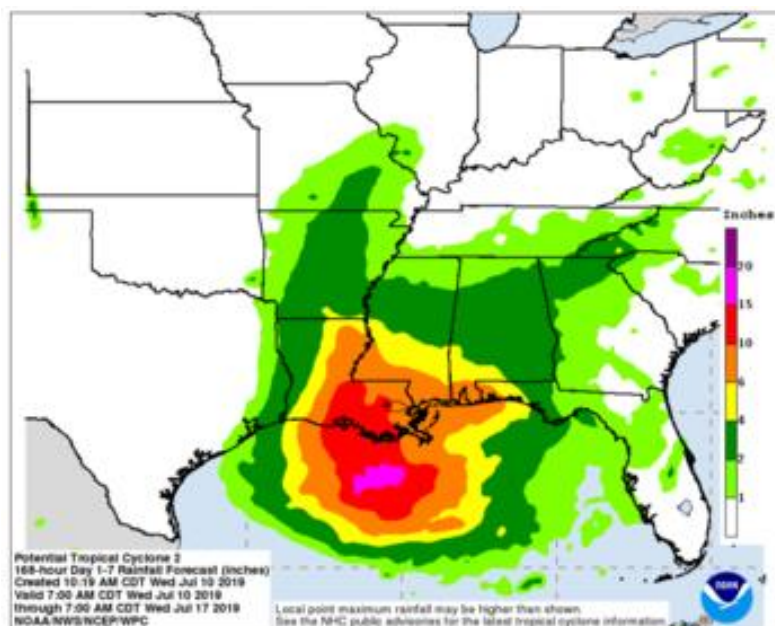 Inches
20
15
10
6
4
2
1
Potential Tropical Cyclone 2
168-hour Day 1-7 Rainfall Forecast (Inches)
Created 10:19 AM CDT Wed Jul 10 2019
Valid 7:00 AM CDT Wed Jul 10 2019
through 7:00 AM CDT Wed Jul 17 2019
NOAA/NWS/NCEP/WPC
Local point maximum rainfall may be higher than shown.
See the NHC public advisories for the latest tropical cyclone information.